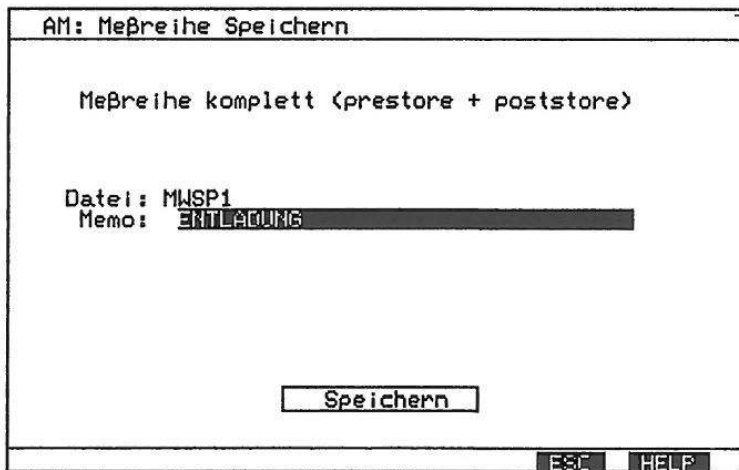 AM: Meßreihe Speichern
Meßreihe komplett (prestore + poststore)
Datei: MWSP1
Memo: ENTLADUNG
Speichern
ESC HELP